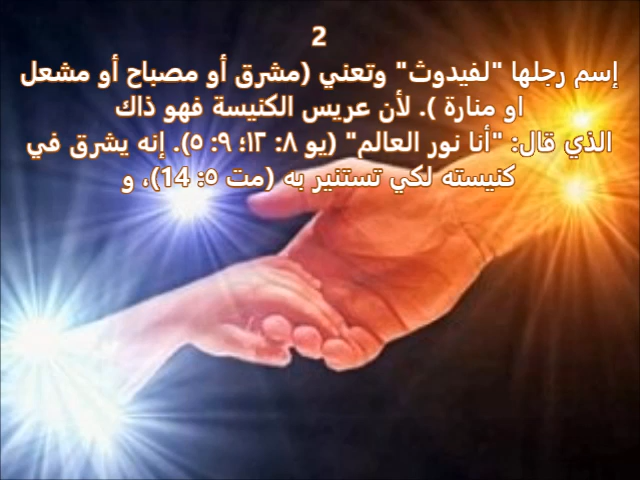 2
إسم رجلها "لفيدوث" وتعني (مشرق أو مصباح أو مشعل
او منارة ). لأن عريس الكنيسة فهو ذاك
الذي قال: "أنا نور العالم" (يو ٨: ١٣؛ ٩: ٥). إنه يشرق في
كنيسته لكي تستنير به (مت ٥: 14)، و